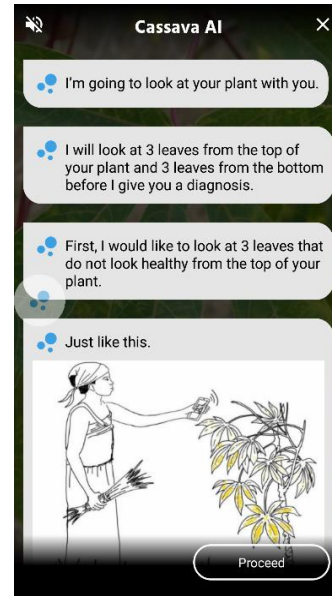 Cassava AI
I'm going to look at your plant with you.
I will look at 3 leaves from the top of
your plant and 3 leaves from the bottom
before I give you a diagnosis.
First, I would like to look at 3 leaves that
do not look healthy from the top of your
plant.
Just like this.
Proceed